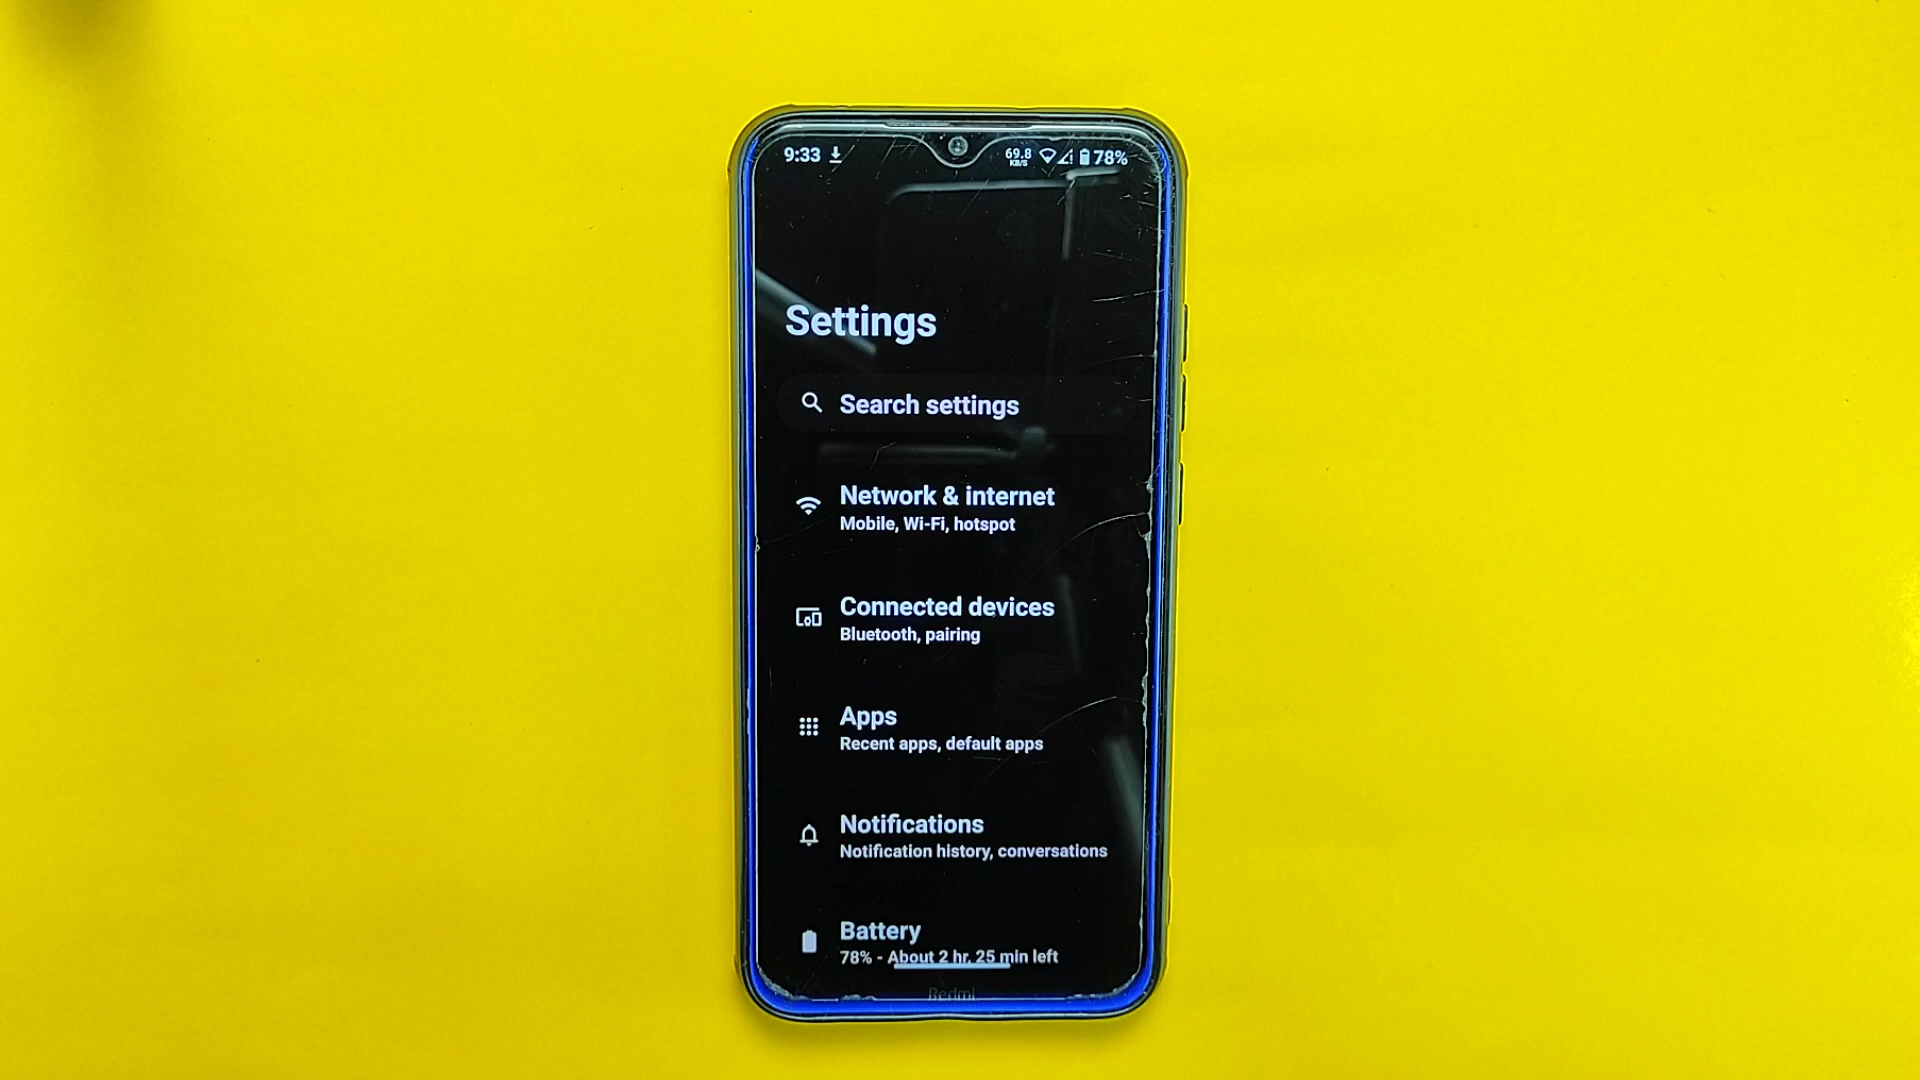 9:33 69.8 KB/S 78%
Settings
Search settings
Network & internet
Mobile, Wi-Fi, hotspot
Connected devices
Bluetooth, pairing
Apps
Recent apps, default apps
Notifications
Notification history, conversations
Battery
78% - About 2 hr, 25 min left
Redmi